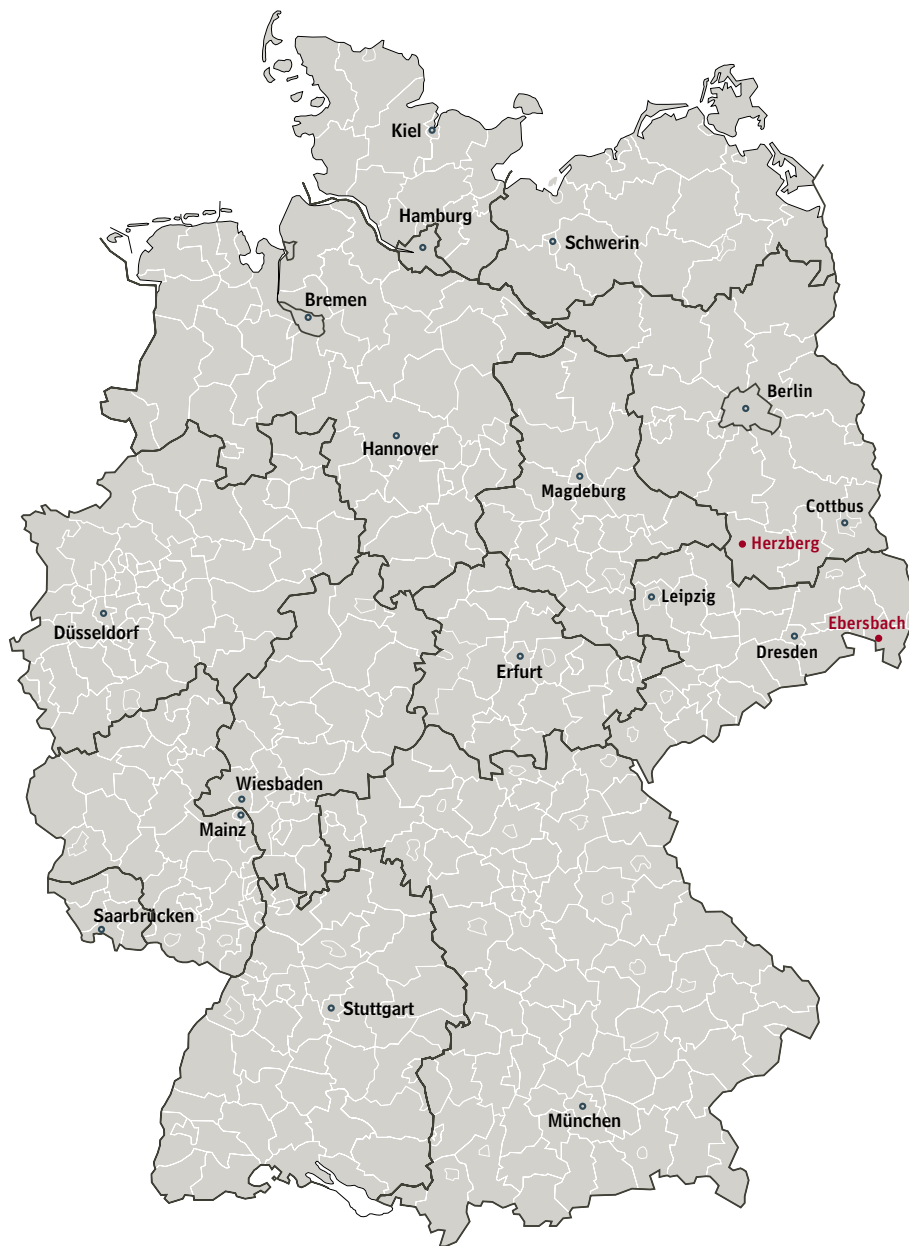 Kiel
Hamburg
Schwerin
Bremen
Berlin
Hannover
Magdeburg
Cottbus
Herzberg
Leipzig
Ebersbach
Düsseldorf
Dresden
Erfurt
Wiesbaden
Mainz
Saarbrücken
Stuttgart
München